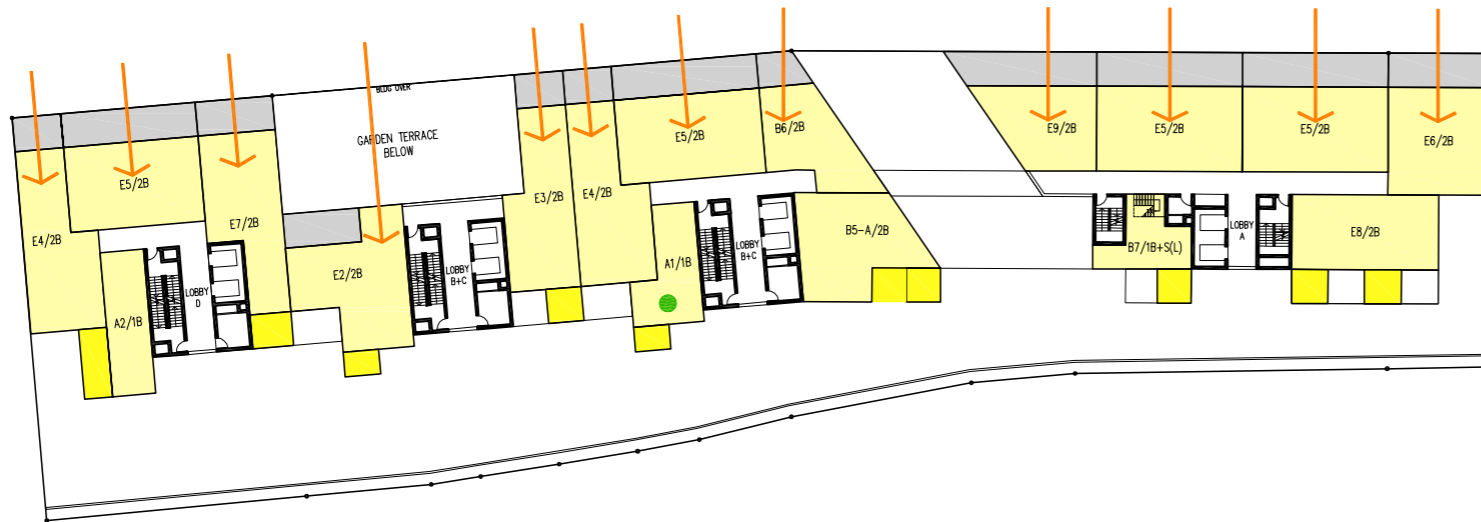 BLDG OVER
GARDEN TERRACE
BELOW
E4/2B
E5/2B
E7/2B
A2/1B
LOBBY
D
E2/2B
LOBBY
B+C
E3/2B
E4/2B
E5/2B
B6/2B
A1/1B
LOBBY
B+C
B5-A/2B
E9/2B
E5/2B
E5/2B
E6/2B
B7/1B+S(L)
LOBBY
A
E8/2B